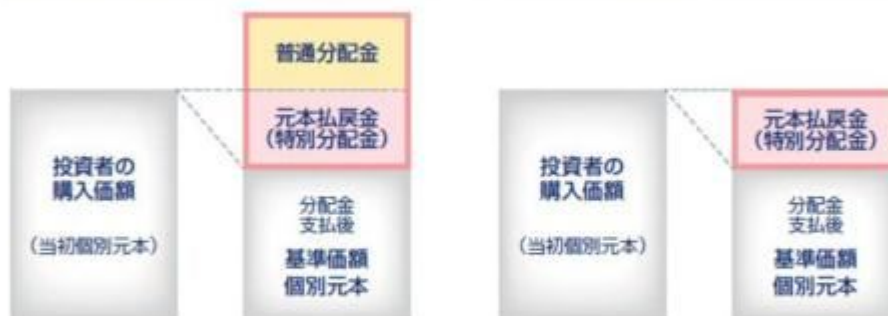 普通分配金
元本払戻金
(特別分配金)
投資者の
購入価額
(当初個別元本)
分配金
支払後
基準価額
個別元本
元本払戻金
(特別分配金)
投資者の
購入価額
(当初個別元本)
分配金
支払後
基準価額
個別元本